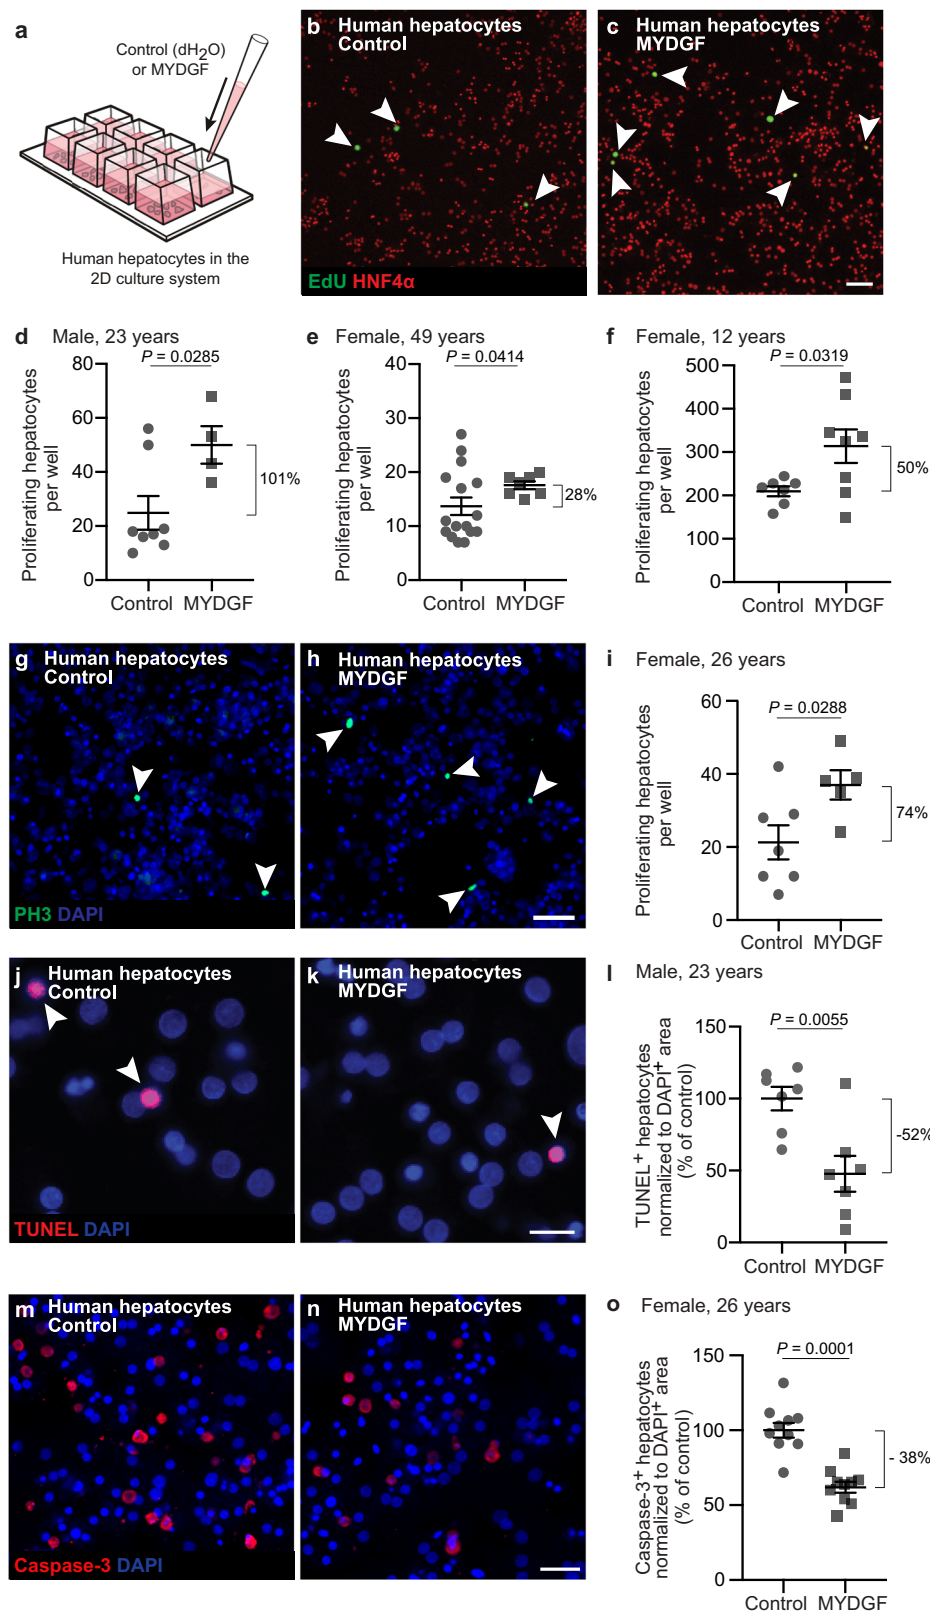 a
Control (dH2O)
or MYDGF
Human hepatocytes in the
2D culture system
b Human hepatocytes
Control
EdU HNF4α
c Human hepatocytes
MYDGF
d Male, 23 years
P = 0.0285
Proliferating hepatocytes
per well
80
60
40
20
0
101%
Control MYDGF
e Female, 49 years
P = 0.0414
Proliferating hepatocytes
per well
40
30
20
10
0
28%
Control MYDGF
f Female, 12 years
P = 0.0319
Proliferating hepatocytes
per well
500
400
300
200
100
0
50%
Control MYDGF
g Human hepatocytes
Control
PH3 DAPI
h Human hepatocytes
MYDGF
i Female, 26 years
P = 0.0288
Proliferating hepatocytes
per well
60
40
20
0
74%
Control MYDGF
j Human hepatocytes
Control
TUNEL DAPI
k Human hepatocytes
MYDGF
l Male, 23 years
P = 0.0055
TUNEL+ hepatocytes
normalized to DAPI+ area
(% of control)
150
100
50
0
-52%
Control MYDGF
m Human hepatocytes
Control
Caspase-3 DAPI
n Human hepatocytes
MYDGF
o Female, 26 years
P = 0.0001
Caspase-3+ hepatocytes
normalized to DAPI+ area
(% of control)
150
100
50
0
- 38%
Control MYDGF